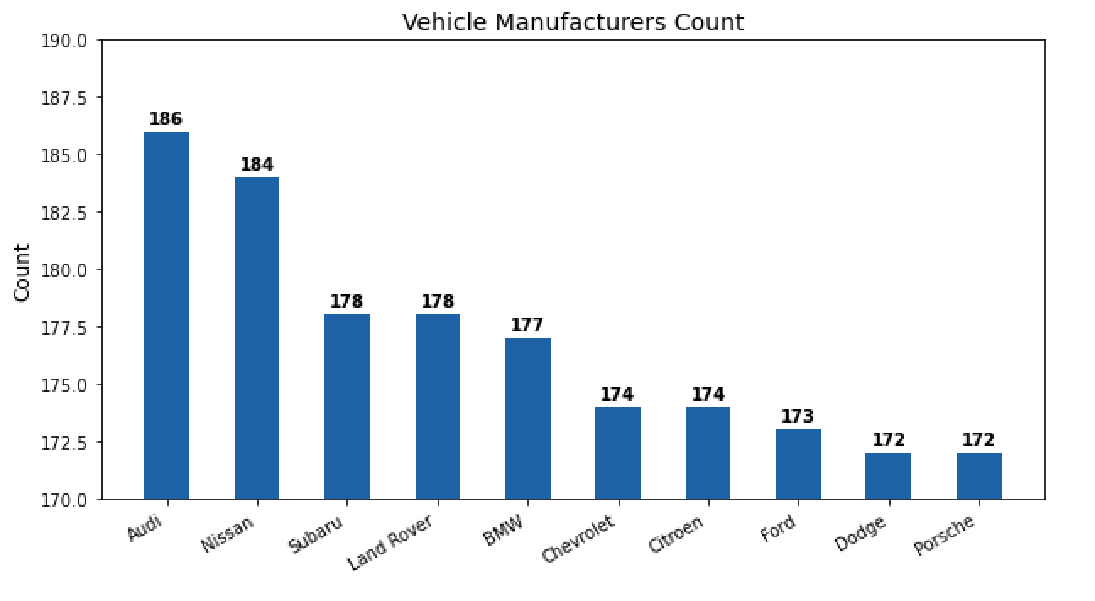 Vehicle Manufacturers Count
190.0
187.5
185.0
182.5
180.0
177.5
175.0
172.5
170.0
Count
186
184
178
178
177
174
174
173
172
172
Audi
Nissan
Subaru
Land Rover
BMW
Chevrolet
Citroen
Ford
Dodge
Porsche